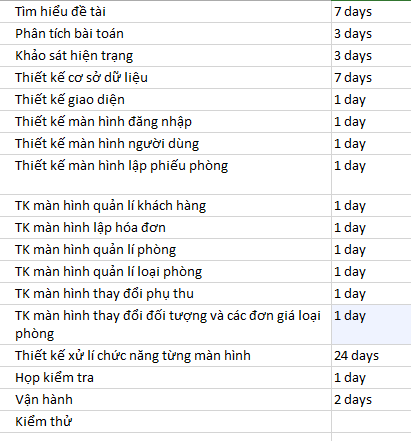 Tìm hiểu đề tài 7 days
Phân tích bài toán 3 days
Khảo sát hiện trạng 3 days
Thiết kế cơ sở dữ liệu 7 days
Thiết kế giao diện 1 day
Thiết kế màn hình đăng nhập 1 day
Thiết kế màn hình người dùng 1 day
Thiết kế màn hình lập phiếu phòng 1 day
TK màn hình quản lí khách hàng 1 day
TK màn hình lập hóa đơn 1 day
TK màn hình quản lí phòng 1 day
TK màn hình quản lí loại phòng 1 day
TK màn hình thay đổi phụ thu 1 day
TK màn hình thay đổi đối tượng và các đơn giá loại 1 day
phòng
Thiết kế xử lí chức năng từng màn hình 24 days
Họp kiểm tra 1 day
Vận hành 2 days
Kiểm thử